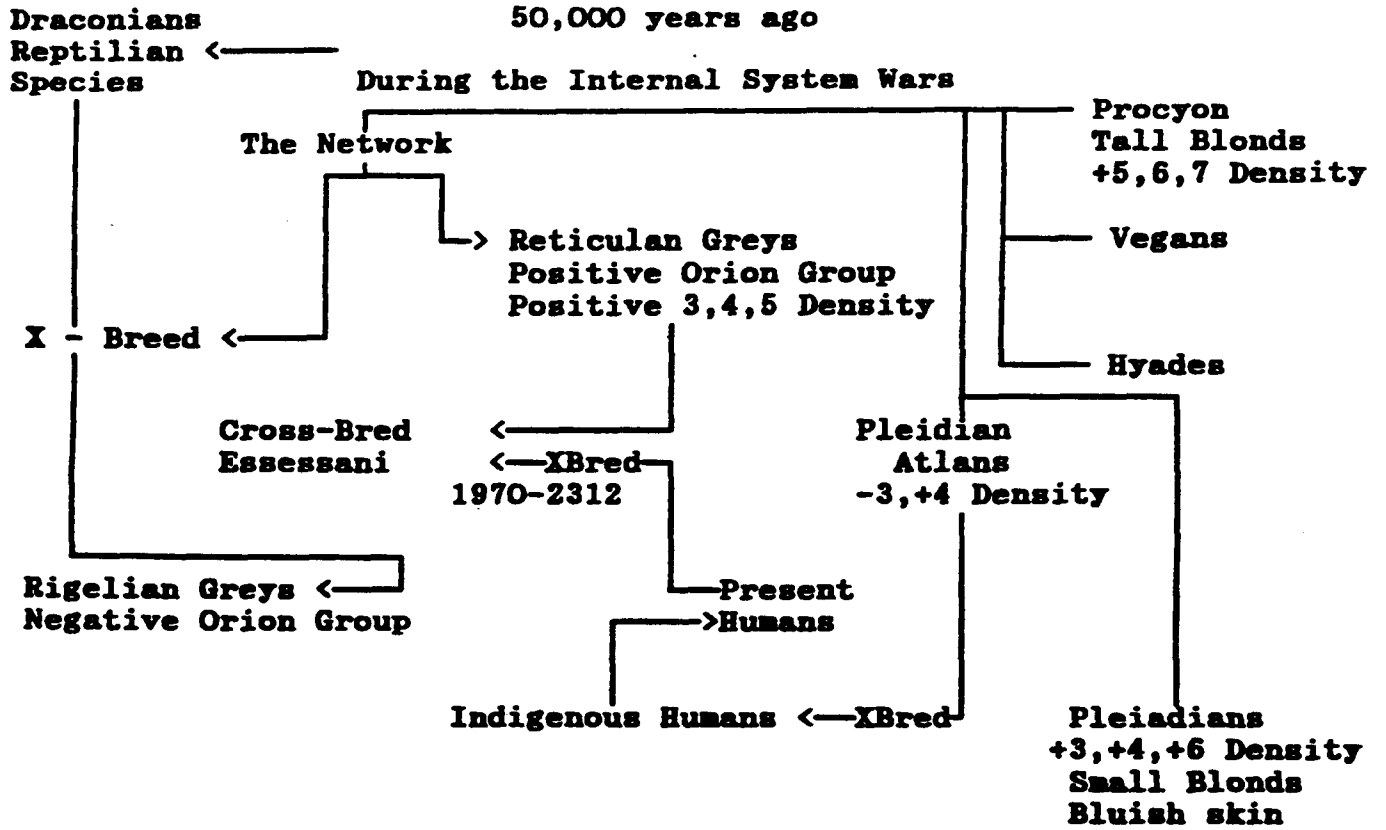 Draconians
Reptilian <
Species
50,000 years ago
During the Internal System Wars
The Network
Procyon
Tall Blonds
+5,6,7 Density
> Reticulan Greys
Positive Orion Group
Positive 3,4,5 Density
Vegans
X - Breed <
Hyades
Cross-Bred <
Essessani <—XBred
1970-2312
Pleidian
Atlans
-3,+4 Density
Rigelian Greys <
Negative Orion Group
Present
>Humans
Indigenous Humans <—XBred
Pleiadians
+3,+4,+6 Density
Small Blonds
Bluish skin